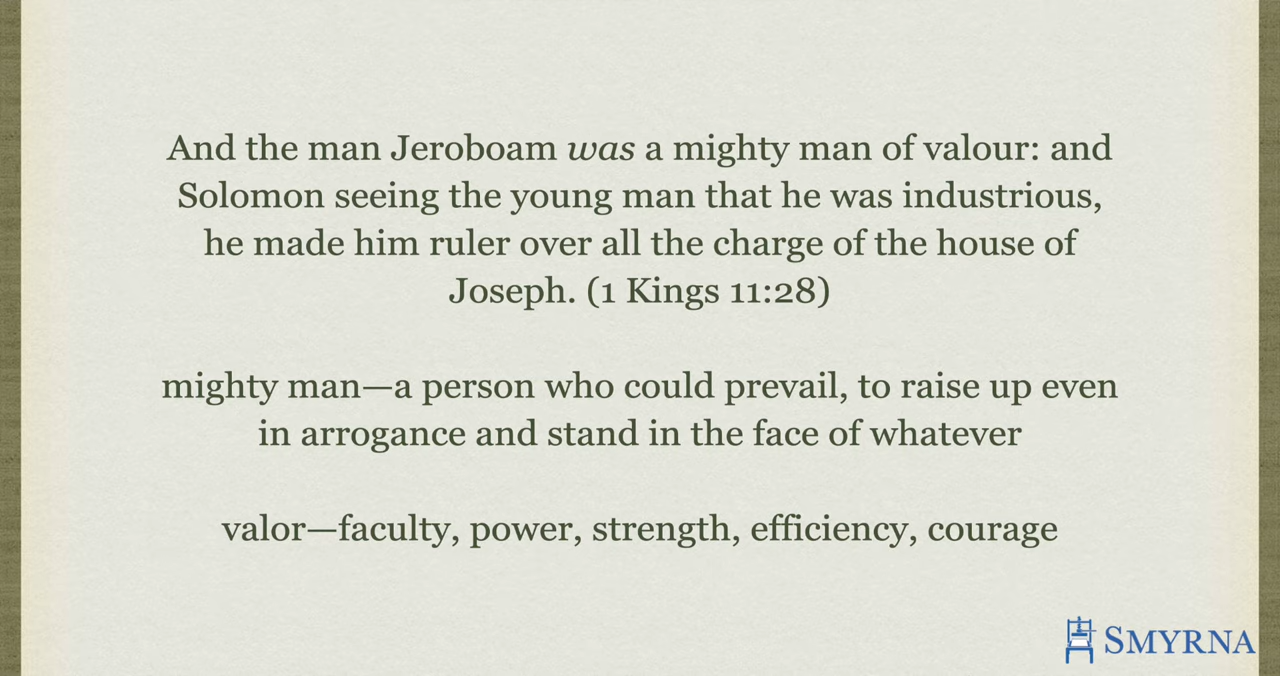 And the man Jeroboam was a mighty man of valour: and
Solomon seeing the young man that he was industrious,
he made him ruler over all the charge of the house of
Joseph. (1 Kings 11:28)
mighty man—a person who could prevail, to raise up even
in arrogance and stand in the face of whatever
valor—faculty, power, strength, efficiency, courage
SMYRNA